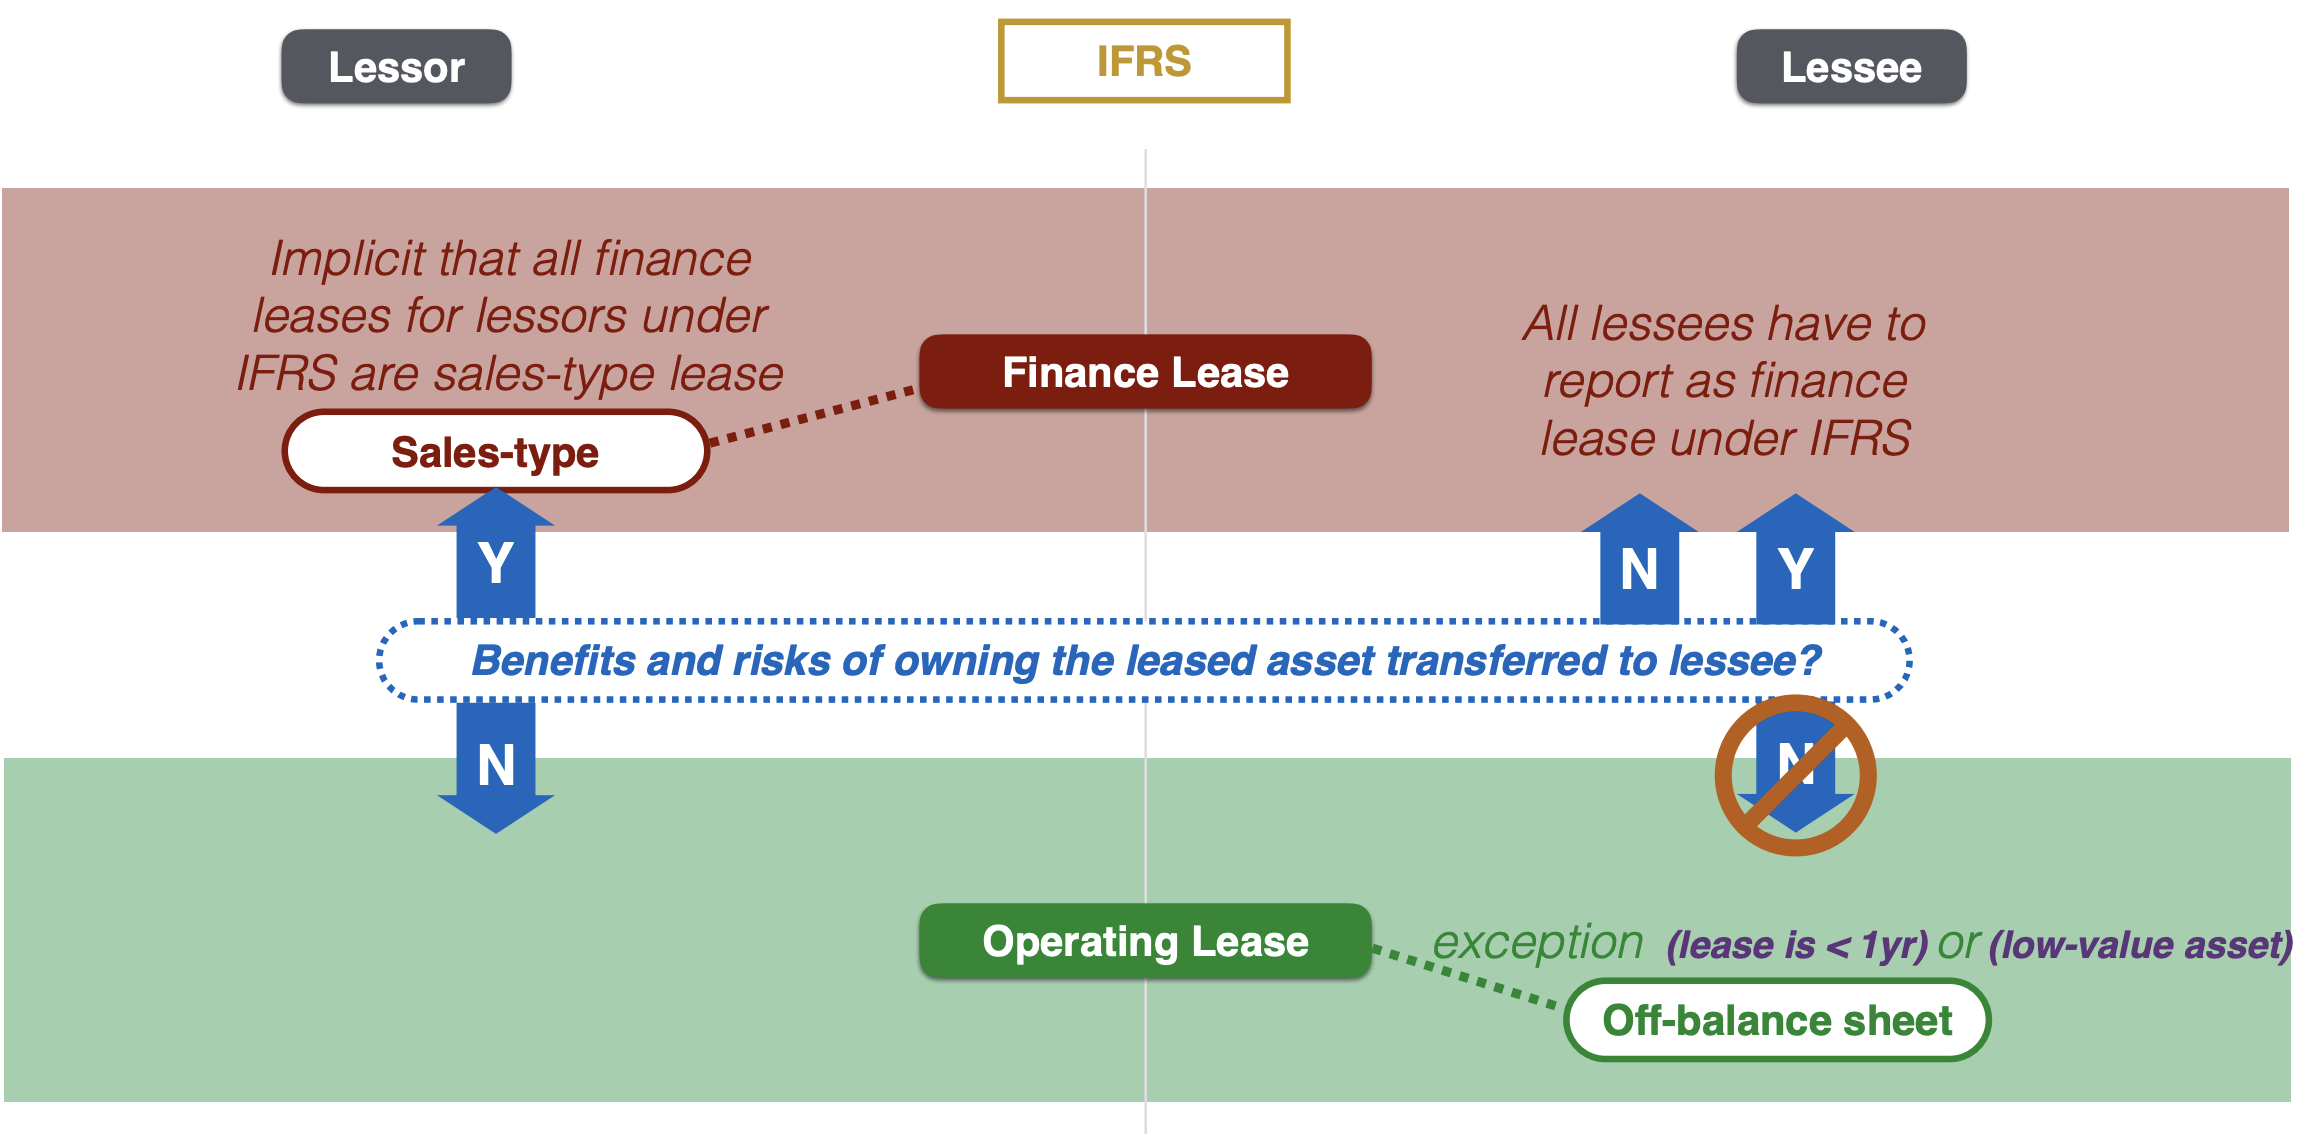 Lessor
IFRS
Lessee
Implicit that all finance
leases for lessors under
IFRS are sales-type lease
Sales-type
Finance Lease
All lessees have to
report as finance
lease under IFRS
Y
N
Y
Benefits and risks of owning the leased asset transferred to lessee?
N
N
Operating Lease
exception (lease is < 1yr) or (low-value asset)
Off-balance sheet